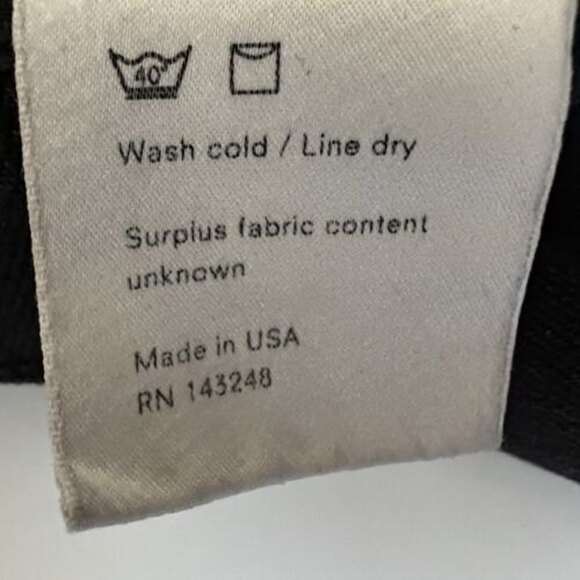 40°
Wash cold / Line dry
Surplus fabric content
unknown
Made in USA
RN 143248